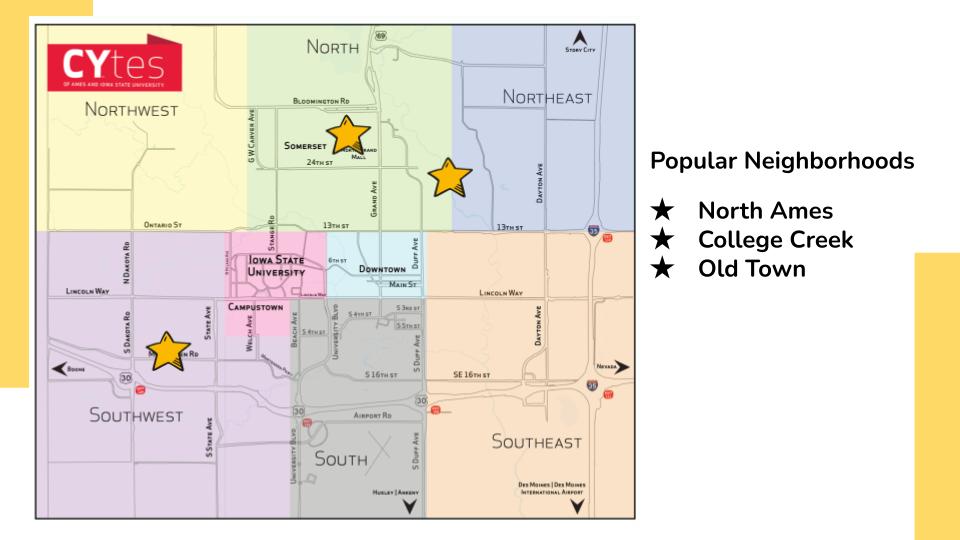 CYtes
OF AMES AND IOWA STATE UNIVERSITY
NORTH
69
STORY CITY
NORTHWEST
NORTHEAST
BLOOMINGTON RD
G W CARVER AVE
SOMERSET
MALL
24TH ST
GRAND AVE
DAYTON AVE
ONTARIO ST
STANGE RD
13TH ST
13TH ST
35
N DAKOTA RD
IOWA STATE
UNIVERSITY
6TH ST
DOWNTOWN
DUFF AVE
MAIN ST
LINCOLN WAY
LINCOLN WAY
LINCOLN WAY
CAMPUSTOWN
S DAKOTA RD
STATE AVE
WELCH AVE
BEACH AVE
UNIVERSITY BLVD
S 3RD ST
S 4TH ST
S 5TH ST
S 4TH ST
S DUFF AVE
DAYTON AVE
BOONE
30
S 16TH ST
SE 16TH ST
NEVADA
35
SOUTHWEST
30
30
AIRPORT RD
S STATE AVE
UNIVERSITY BLVD
SOUTH
S DUFF AVE
SOUTHEAST
HUXLEY | ANKENY
DES MOINES | DES MOINES
INTERNATIONAL AIRPORT
Popular Neighborhoods
★ North Ames
★ College Creek
★ Old Town